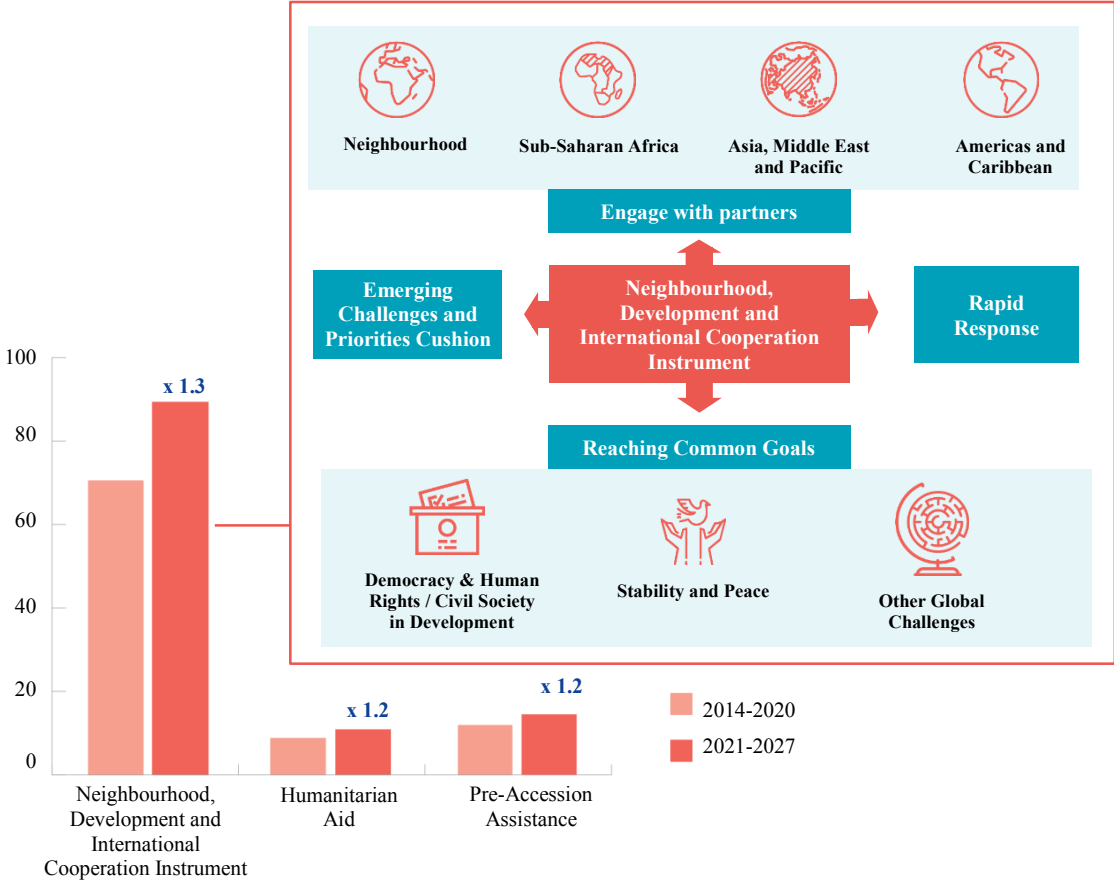 Neighbourhood
Sub-Saharan Africa
Asia, Middle East
and Pacific
Americas and
Caribbean
Engage with partners
Emerging
Challenges and
Priorities Cushion
Neighbourhood,
Development and
International Cooperation
Instrument
Rapid
Response
Reaching Common Goals
Democracy & Human
Rights / Civil Society
in Development
Stability and Peace
Other Global
Challenges
100
80
60
40
20
0
x 1.3
x 1.2
x 1.2
2014-2020
2021-2027
Neighbourhood,
Development and
International
Cooperation Instrument
Humanitarian
Aid
Pre-Accession
Assistance